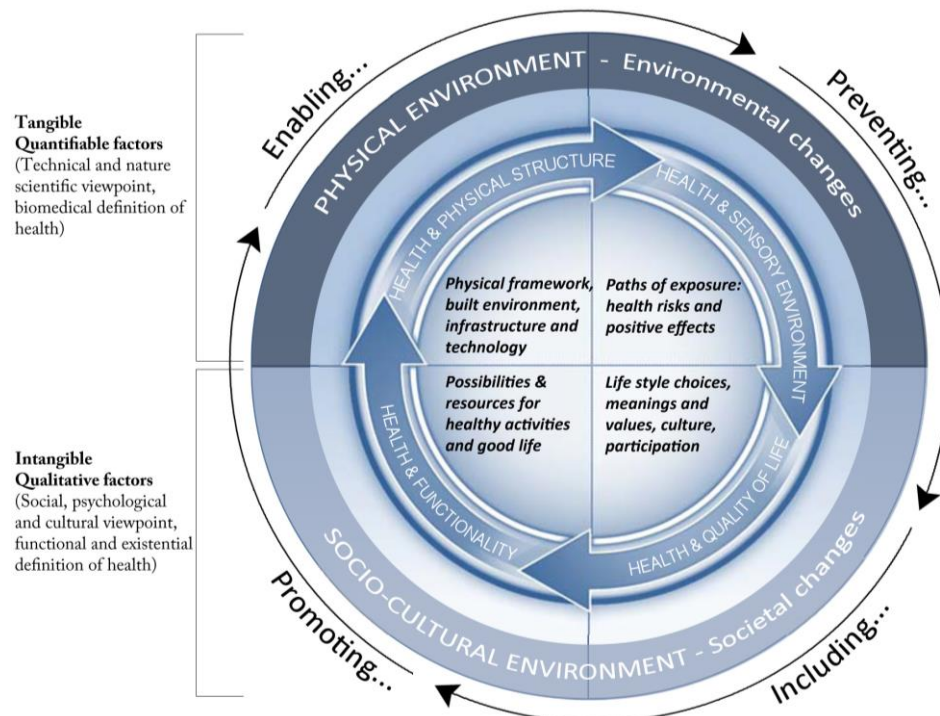 Tangible
Quantifiable factors
(Technical and nature
scientific viewpoint,
biomedical definition of
health)
Intangible
Qualitative factors
(Social, psychological
and cultural viewpoint,
functional and existential
definition of health)
Enabling...
Preventing...
Including...
Promoting...
PHYSICAL ENVIRONMENT - Environmental changes
SOCIO-CULTURAL ENVIRONMENT - Societal changes
HEALTH & PHYSICAL STRUCTURE
HEALTH & SENSORY ENVIRONMENT
HEALTH & QUALITY OF LIFE
HEALTH & FUNCTIONALITY
Physical framework,
built environment,
infrastructure and
technology
Paths of exposure:
health risks and
positive effects
Possibilities &
resources for
healthy activities
and good life
Life style choices,
meanings and
values, culture,
participation